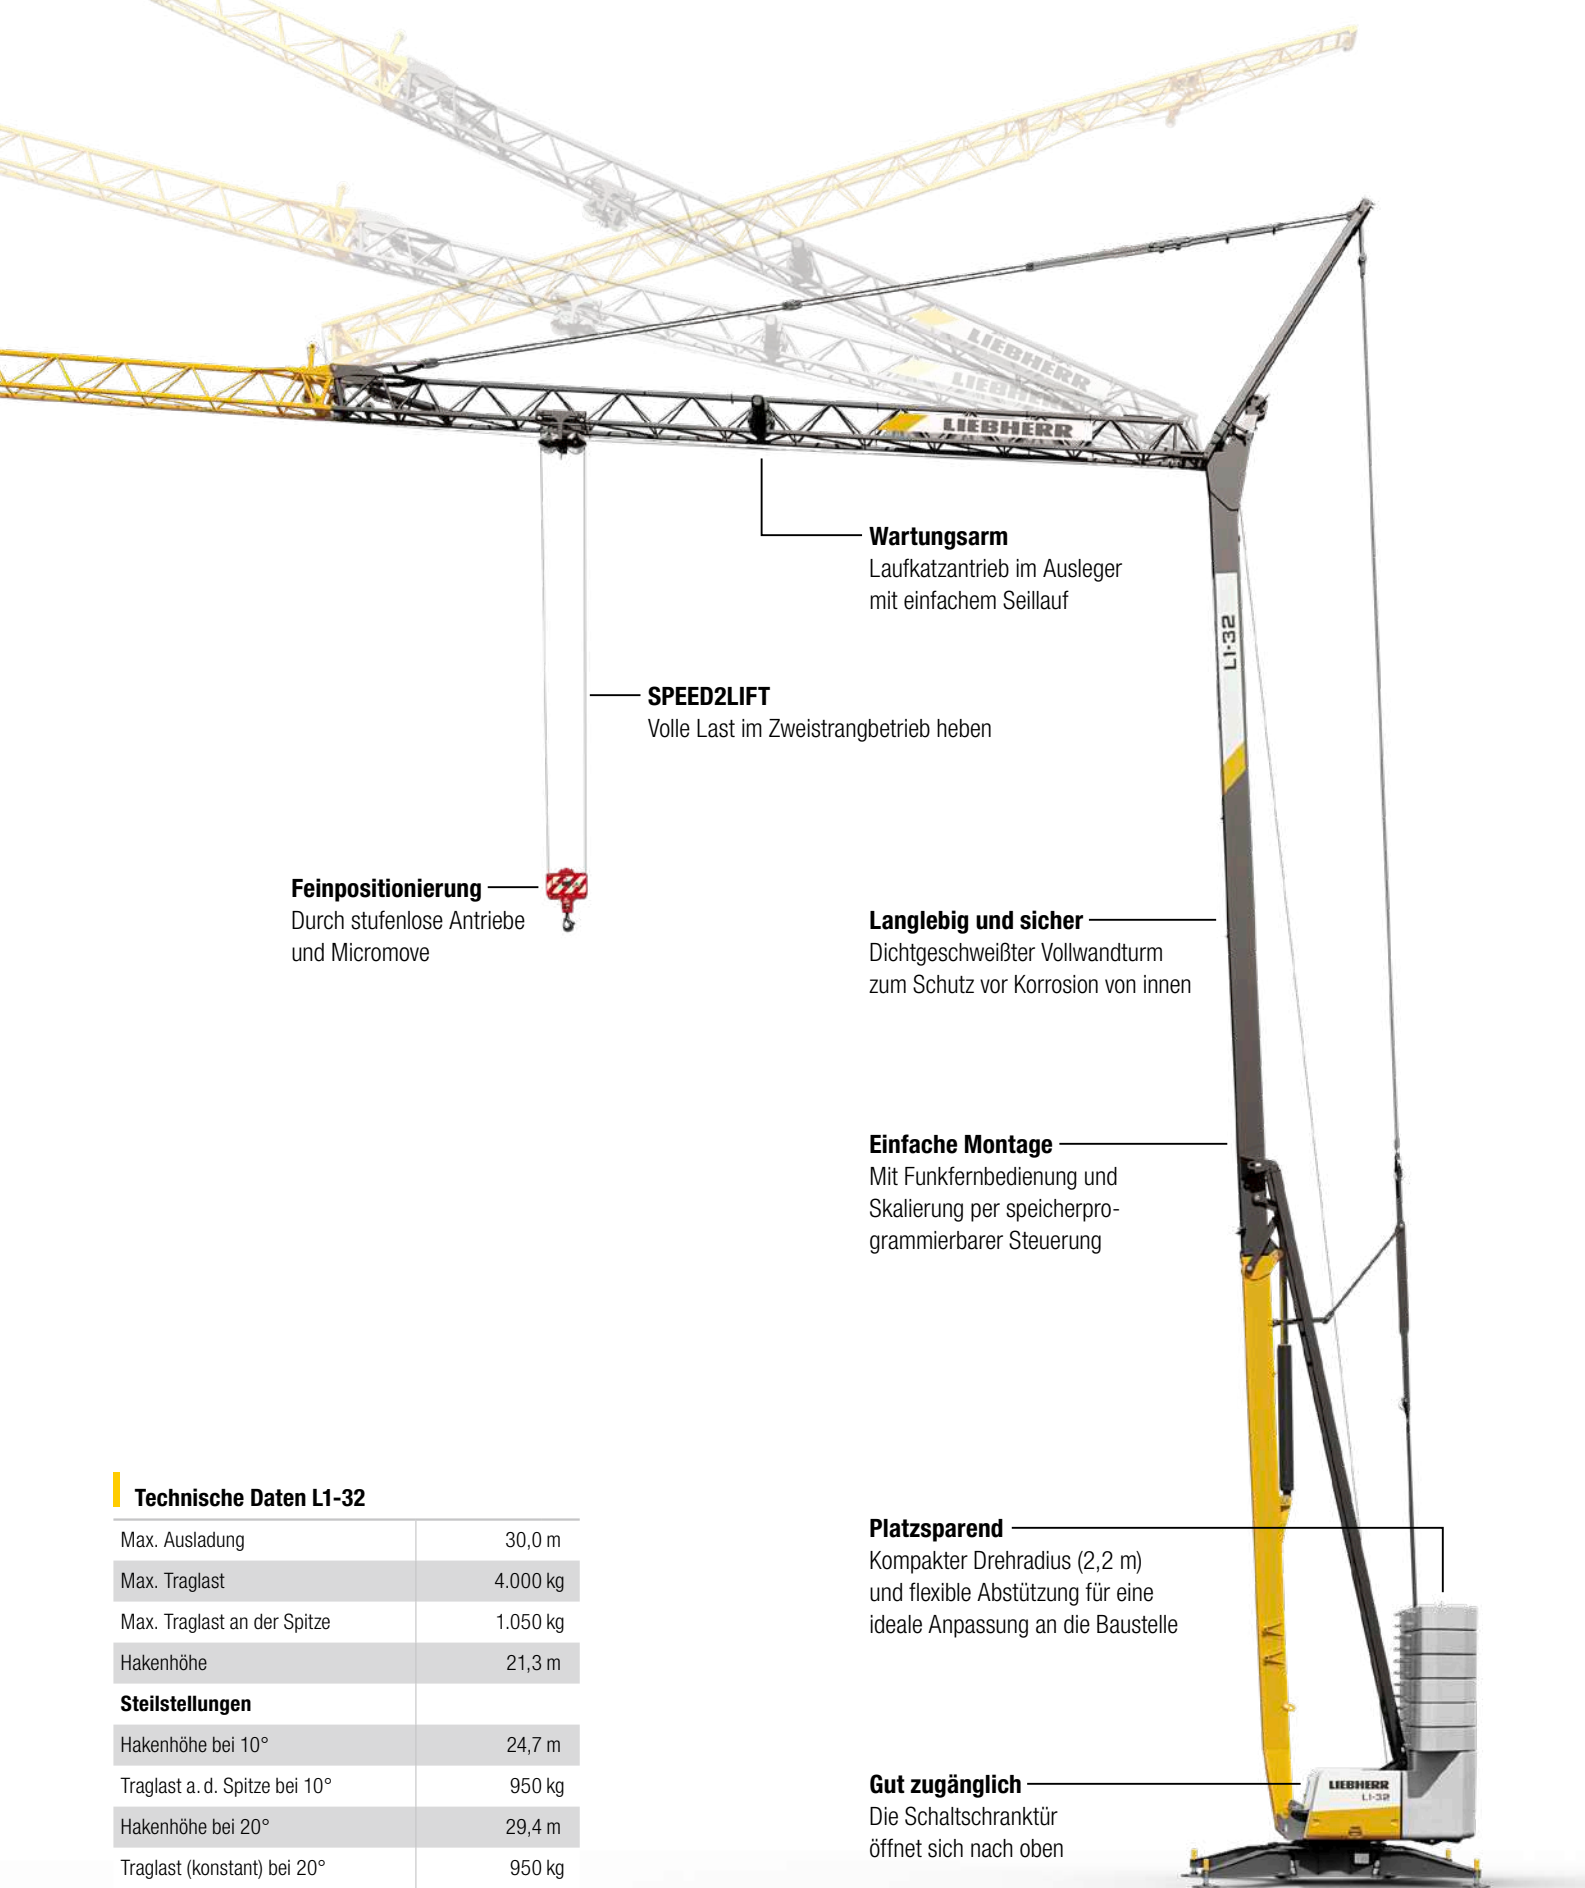 LIEBHERR
LIEBHERR
LIEBHERR
Wartungsarm
Laufkatzantrieb im Ausleger
mit einfachem Seillauf
L1-32
SPEED2LIFT
Volle Last im Zweistrangbetrieb heben
Feinpositionierung
Durch stufenlose Antriebe
und Micromove
Langlebig und sicher
Dichtgeschweißter Vollwandturm
zum Schutz vor Korrosion von innen
Einfache Montage
Mit Funkfernbedienung und
Skalierung per speicherpro-
grammierbarer Steuerung
Technische Daten L1-32
Max. Ausladung 30,0 m
Max. Traglast 4.000 kg
Max. Traglast an der Spitze 1.050 kg
Hakenhöhe 21,3 m
Steilstellungen
Hakenhöhe bei 10° 24,7 m
Traglast a. d. Spitze bei 10° 950 kg
Hakenhöhe bei 20° 29,4 m
Traglast (konstant) bei 20° 950 kg
Platzsparend
Kompakter Drehradius (2,2 m)
und flexible Abstützung für eine
ideale Anpassung an die Baustelle
Gut zugänglich
Die Schaltschranktür
öffnet sich nach oben
LIEBHERR
L1-32